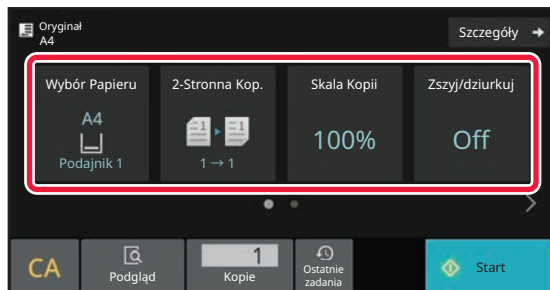 Oryginał
A4
Szczegóły
Wybór Papieru
2-Stronna Kop.
Skala Kopii
Zszyj/dziurkuj
A4
Podajnik 1
1 → 1
100%
Off
CA
Podgląd
1
Kopie
Ostatnie
zadania
Start